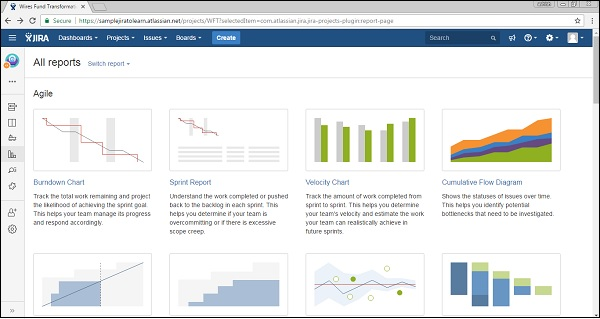 Wires Fund Transformati
Secure https://samplejiratolearn.atlassian.net/projects/WFT?selectedItem=com.atlassian.jira.jira-projects-plugin:report-page
JIRA Dashboards Projects Issues Boards Create Search
All reports Switch report
Agile
Burndown Chart
Track the total work remaining and project
the likelihood of achieving the sprint goal.
This helps your team manage its progress
and respond accordingly.
Sprint Report
Understand the work completed or pushed
back to the backlog in each sprint. This
helps you determine if your team is
overcommitting or if there is excessive
scope creep.
Velocity Chart
Track the amount of work completed from
sprint to sprint. This helps you determine
your team's velocity and estimate the work
your team can realistically achieve in
future sprints.
Cumulative Flow Diagram
Shows the statuses of issues over time.
This helps you identify potential
bottlenecks that need to be investigated.